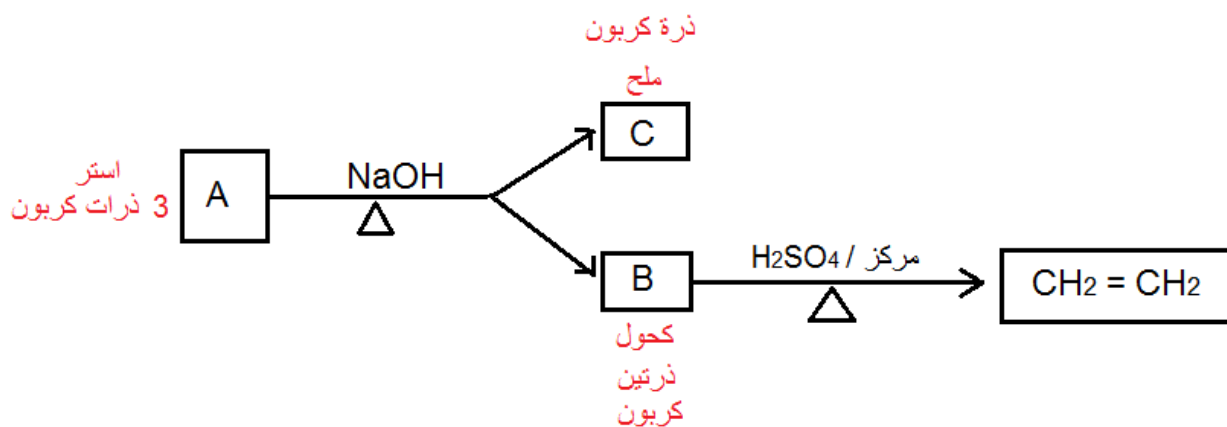 ذرة كربون
ملح
C
استر
3 ذرات كربون
A
NaOH
B
كحول
ذرتين
كربون
H2SO4 / مركز
CH2 = CH2